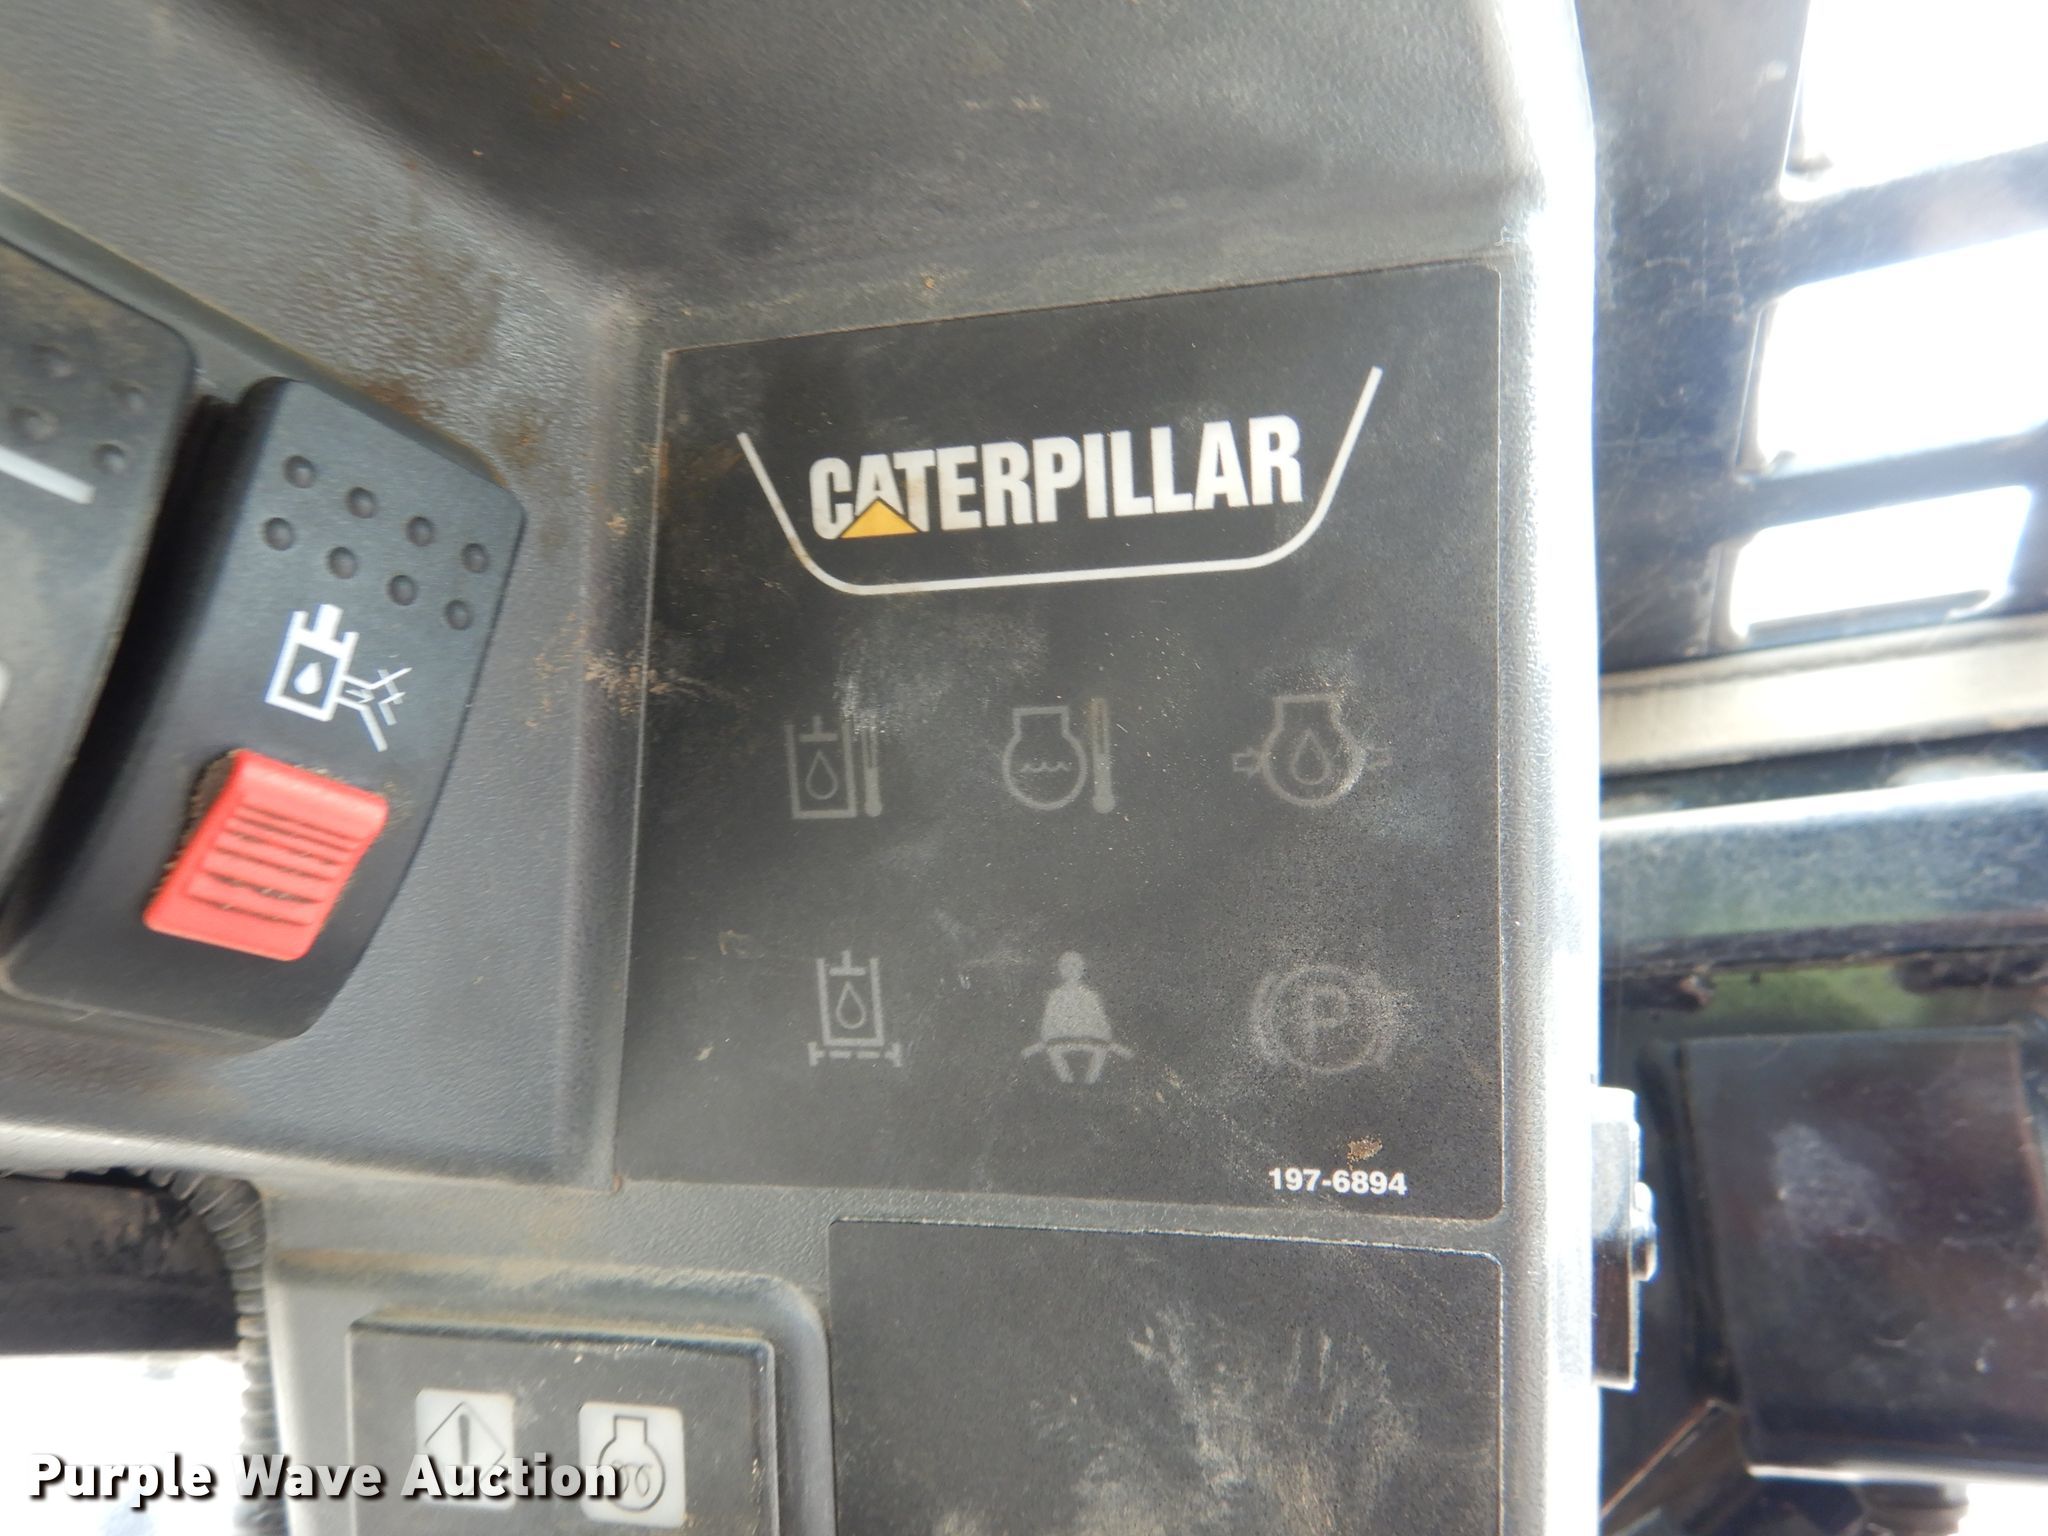 CATERPILLAR
P
197-6894
Purple Wave Auction